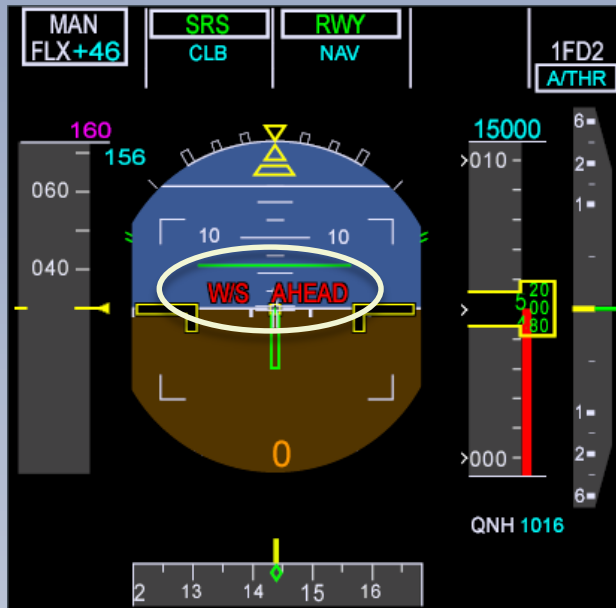 MAN SRS RWY
FLX+46 CLB NAV 1FD2
A/THR
160 15000 6
156
060 010 2
1
10 10
040
W/S AHEAD
5 20
00
4 80
1
0 000 2
6
QNH 1016
2 13 14 15 16